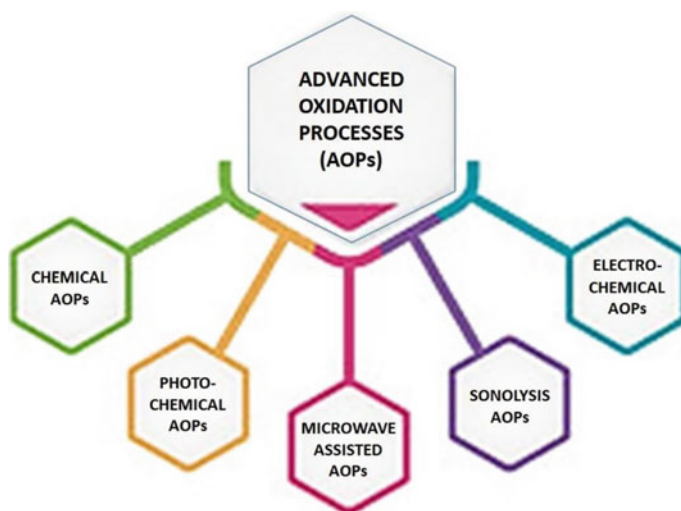 ADVANCED
OXIDATION
PROCESSES
(AOPs)
CHEMICAL
AOPs
PHOTO-
CHEMICAL
AOPs
MICROWAVE
ASSISTED
AOPs
SONOLYSIS
AOPs
ELECTRO-
CHEMICAL
AOPs